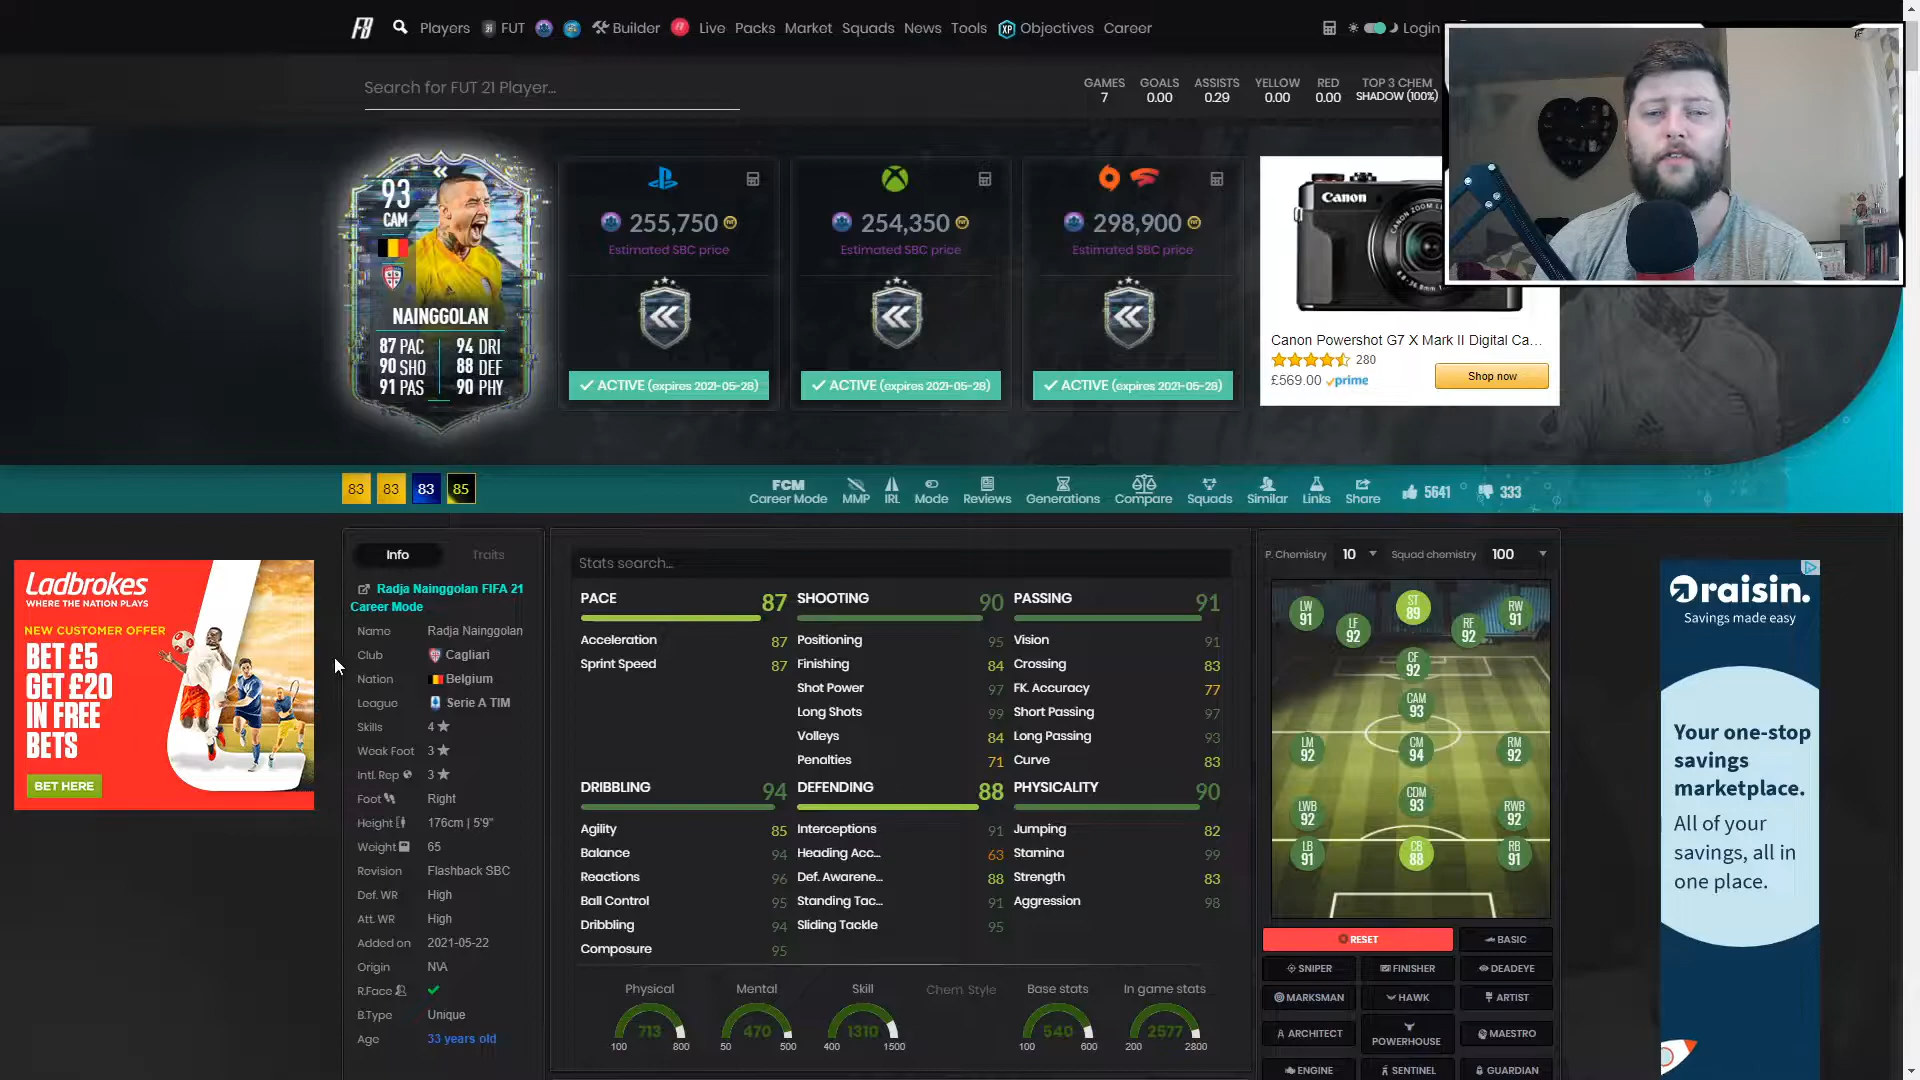 FB Players 21 FUT Builder Live Packs Market Squads News Tools XP Objectives Career Login
Search for FUT 21 Player...
GAMES GOALS ASSISTS YELLOW RED TOP 3 CHEM
7 0.00 0.29 0.00 0.00 SHADOW (100%)
93
CAM
NAINGGOLAN
87 PAC 94 DRI
90 SHO 88 DEF
91 PAS 90 PHY
255,750
Estimated SBC price
ACTIVE (expires 2021-05-28)
254,350
Estimated SBC price
ACTIVE (expires 2021-05-28)
298,900
Estimated SBC price
ACTIVE (expires 2021-05-28)
Canon
Canon Powershot G7 X Mark II Digital Ca...
280
£569.00 prime
Shop now
83 83 83 85
FCM
Career Mode MMP IRL Mode Reviews Generations Compare Squads Similar Links Share 5641 333
Ladbrokes
WHERE THE NATION PLAYS
NEW CUSTOMER OFFER
BET £5
GET £20
IN FREE
BETS
BET HERE
Info Traits
Radja Nainggolan FIFA 21
Career Mode
Name Radja Nainggolan
Club Cagliari
Nation Belgium
League Serie A TIM
Skills 4
Weak Foot 3
Intl. Rep 3
Foot Right
Height 176cm | 5'9"
Weight 65
Revision Flashback SBC
Def. WR High
Att. WR High
Added on 2021-05-22
Origin N\A
R.Face
B.Type Unique
Age 33 years old
Stats search...
PACE 87
Acceleration 87
Sprint Speed 87
SHOOTING 90
Positioning 95
Finishing 84
Shot Power 97
Long Shots 99
Volleys 84
Penalties 71
PASSING 91
Vision 91
Crossing 83
FK. Accuracy 77
Short Passing 97
Long Passing 93
Curve 83
DRIBBLING 94
Agility 85
Balance 94
Reactions 96
Ball Control 95
Dribbling 94
Composure 95
DEFENDING 88
Interceptions 91
Heading Acc... 63
Def. Awarene... 88
Standing Tac... 91
Sliding Tackle 95
PHYSICALITY 90
Jumping 82
Stamina 99
Strength 83
Aggression 98
Physical Mental Skill Chem. Style Base stats In game stats
713 470 1310 540 2577
100 800 50 500 400 1500 100 600 200 2800
P. Chemistry 10 Squad chemistry 100
LW
91
LF
92
ST
89
RF
92
RW
91
CF
92
CAM
93
LM
92
CM
94
RM
92
CDM
93
LWB
92
RWB
92
LB
91
CB
88
RB
91
RESET BASIC
SNIPER FINISHER DEADEYE
MARKSMAN HAWK ARTIST
ARCHITECT POWERHOUSE MAESTRO
ENGINE SENTINEL GUARDIAN
raisin.
Savings made easy
Your one-stop
savings
marketplace.
All of your
savings, all in
one place.